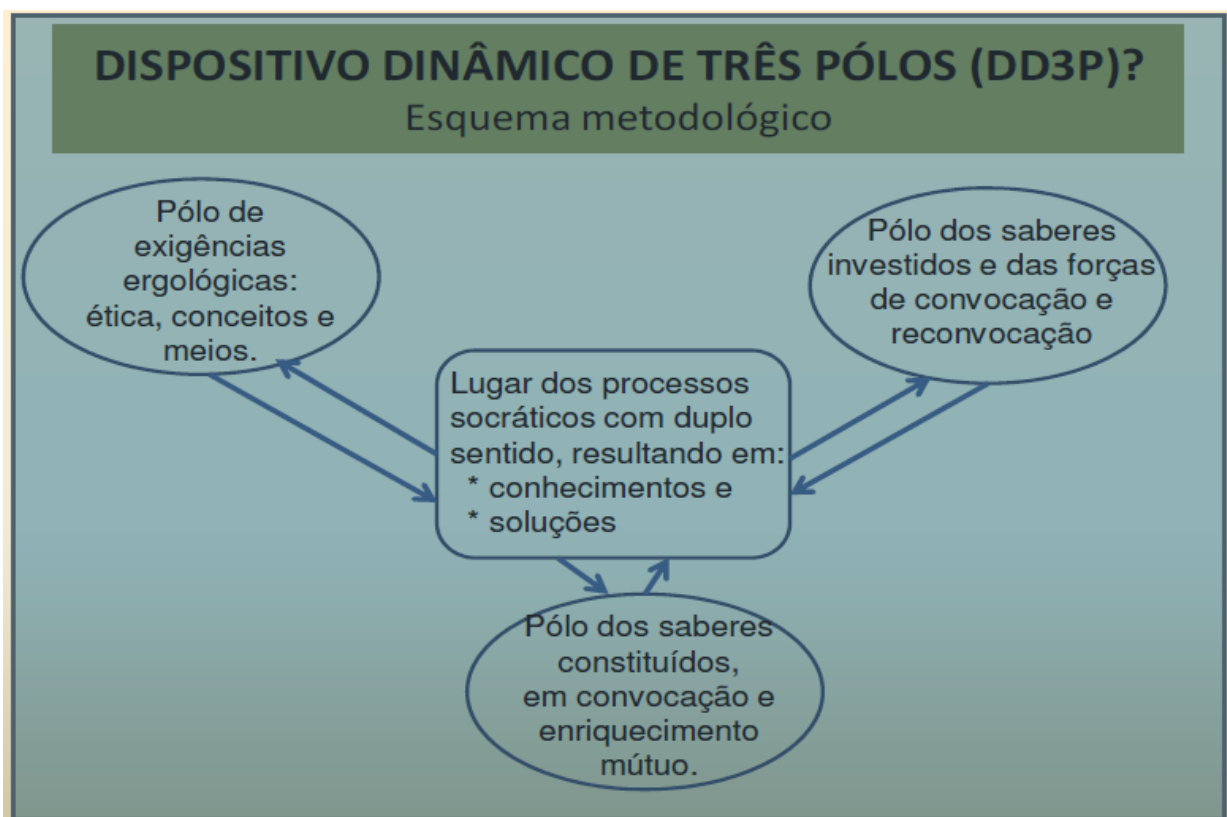 DISPOSITIVO DINÂMICO DE TRÊS PÓLOS (DD3P)?
Esquema metodológico
Pólo de
exigências
ergológicas:
ética, conceitos e
meios.
Pólo dos saberes
investidos e das forças
de convocação e
reconvocação
Lugar dos processos
socráticos com duplo
sentido, resultando em:
* conhecimentos e
* soluções
Pólo dos saberes
constituídos,
em convocação e
enriquecimento
mútuo.